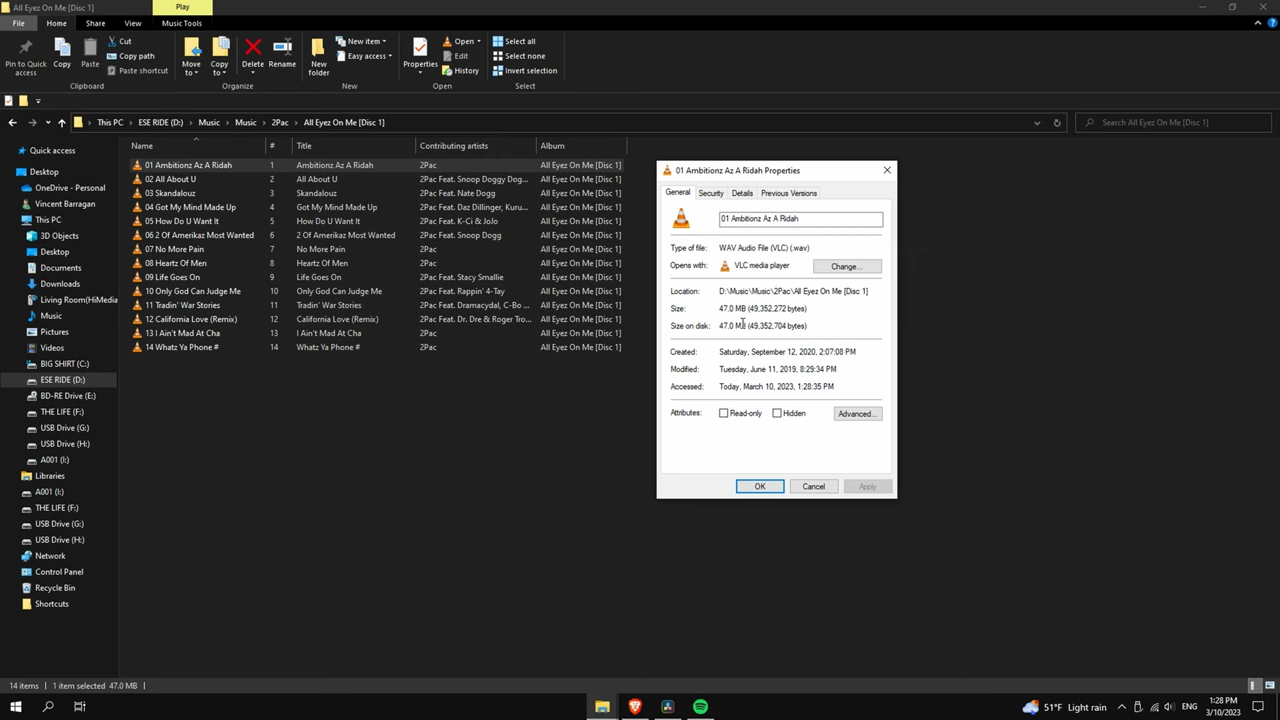 All Eyez On Me [Disc 1]
Play
File
Home
Share
View
Music Tools
Pin to Quick access
Copy
Paste
Cut
Copy path
Paste shortcut
Clipboard
Move to
Copy to
Delete
Rename
Organize
New folder
New item
Easy access
New
Properties
Open
Edit
History
Open
Select all
Select none
Invert selection
Select
This PC
ESE RIDE (D:)
Music
Music
2Pac
All Eyez On Me [Disc 1]
Search All Eyez On Me [Disc 1]
Name # Title Contributing artists Album
Quick access
Desktop
OneDrive - Personal
Vincent Barragan
This PC
3D Objects
Desktop
Documents
Downloads
Living Room(HiMedia
Music
Pictures
Videos
BIG SHIRT (C:)
ESE RIDE (D:)
BD-RE Drive (E:)
THE LIFE (F:)
USB Drive (G:)
USB Drive (H:)
A001 (I:)
Libraries
A001 (I:)
THE LIFE (F:)
USB Drive (G:)
USB Drive (H:)
Network
Control Panel
Recycle Bin
Shortcuts
01 Ambitionz Az A Ridah 1 Ambitionz Az A Ridah 2Pac All Eyez On Me [Disc 1]
02 All About U 2 All About U 2Pac Feat. Snoop Doggy Dog... All Eyez On Me [Disc 1]
03 Skandalouz 3 Skandalouz 2Pac Feat. Nate Dogg All Eyez On Me [Disc 1]
04 Got My Mind Made Up 4 Got My Mind Made Up 2Pac Feat. Daz Dillinger, Kuru... All Eyez On Me [Disc 1]
05 How Do U Want It 5 How Do U Want It 2Pac Feat. K-Ci & JoJo All Eyez On Me [Disc 1]
06 2 Of Amerikaz Most Wanted 6 2 Of Amerikaz Most Wanted 2Pac Feat. Snoop Dogg All Eyez On Me [Disc 1]
07 No More Pain 7 No More Pain 2Pac All Eyez On Me [Disc 1]
08 Heartz Of Men 8 Heartz Of Men 2Pac All Eyez On Me [Disc 1]
09 Life Goes On 9 Life Goes On 2Pac Feat. Stacy Smallie All Eyez On Me [Disc 1]
10 Only God Can Judge Me 10 Only God Can Judge Me 2Pac Feat. Rappin' 4-Tay All Eyez On Me [Disc 1]
11 Tradin' War Stories 11 Tradin' War Stories 2Pac Feat. Dramacydal, C-Bo ... All Eyez On Me [Disc 1]
12 California Love (Remix) 12 California Love (Remix) 2Pac Feat. Dr. Dre & Roger Tro... All Eyez On Me [Disc 1]
13 I Ain't Mad At Cha 13 I Ain't Mad At Cha 2Pac All Eyez On Me [Disc 1]
14 Whatz Ya Phone # 14 Whatz Ya Phone # 2Pac All Eyez On Me [Disc 1]
01 Ambitionz Az A Ridah Properties
General Security Details Previous Versions
01 Ambitionz Az A Ridah
Type of file: WAV Audio File (VLC) (.wav)
Opens with: VLC media player Change...
Location: D:\Music\Music\2Pac\All Eyez On Me [Disc 1]
Size: 47.0 MB (49,352,272 bytes)
Size on disk: 47.0 MB (49,352,704 bytes)
Created: Saturday, September 12, 2020, 2:07:08 PM
Modified: Tuesday, June 11, 2019, 8:29:34 PM
Accessed: Today, March 10, 2023, 1:28:35 PM
Attributes: Read-only Hidden Advanced...
OK Cancel Apply
14 items 1 item selected 47.0 MB
51°F Light rain
1:28 PM
3/10/2023